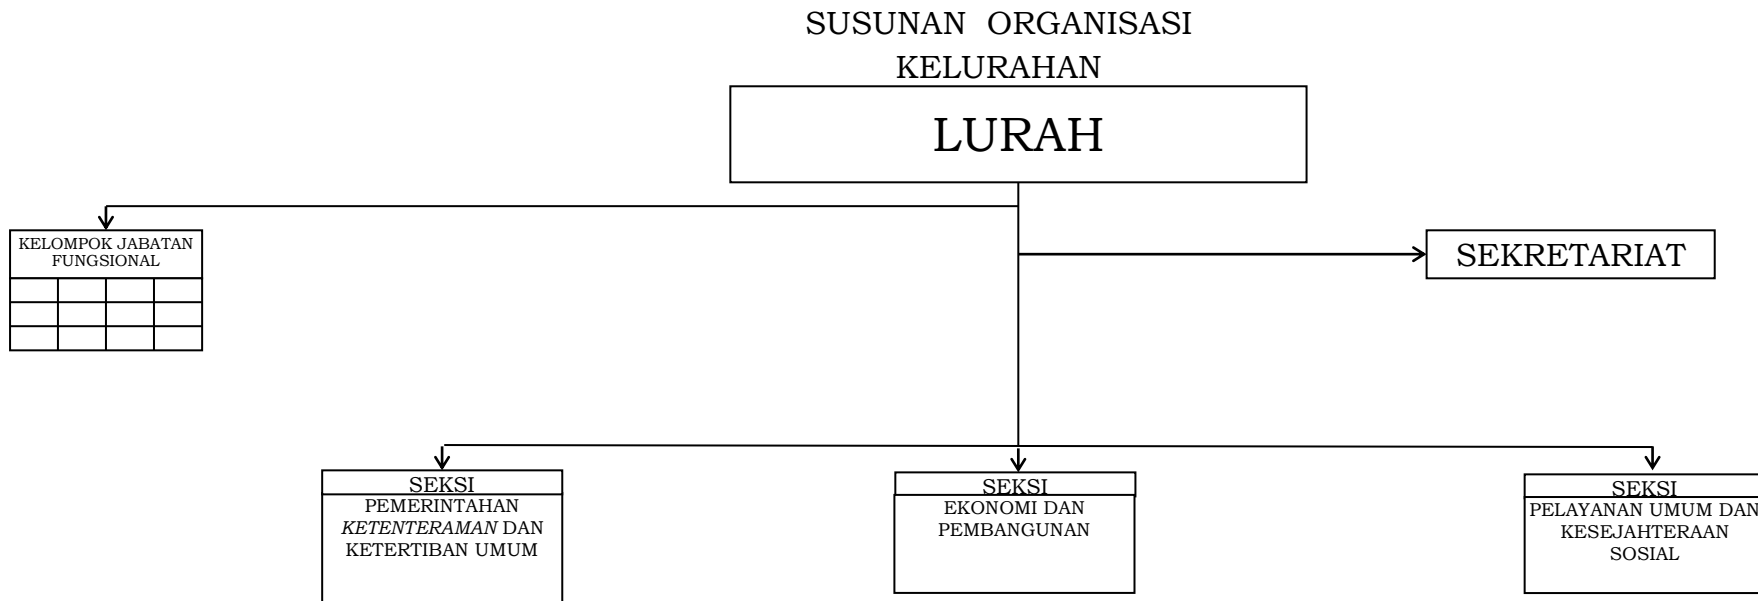 SUSUNAN ORGANISASI
KELURAHAN
LURAH
KELOMPOK JABATAN
FUNGSIONAL
SEKRETARIAT
SEKSI
PEMERINTAHAN
KETENTERAMAN DAN
KETERTIBAN UMUM
SEKSI
EKONOMI DAN
PEMBANGUNAN
SEKSI
PELAYANAN UMUM DAN
KESEJAHTERAAN
SOSIAL